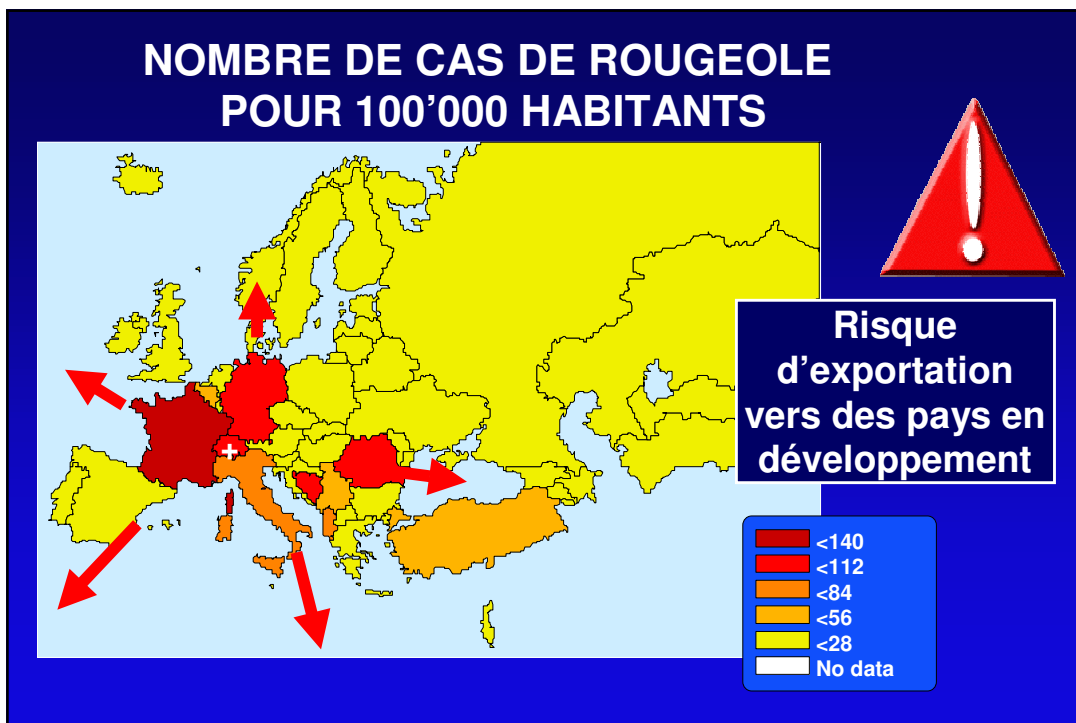 NOMBRE DE CAS DE ROUGEOLE
POUR 100'000 HABITANTS
Risque
d'exportation
vers des pays en
développement
<140
<112
<84
<56
<28
No data